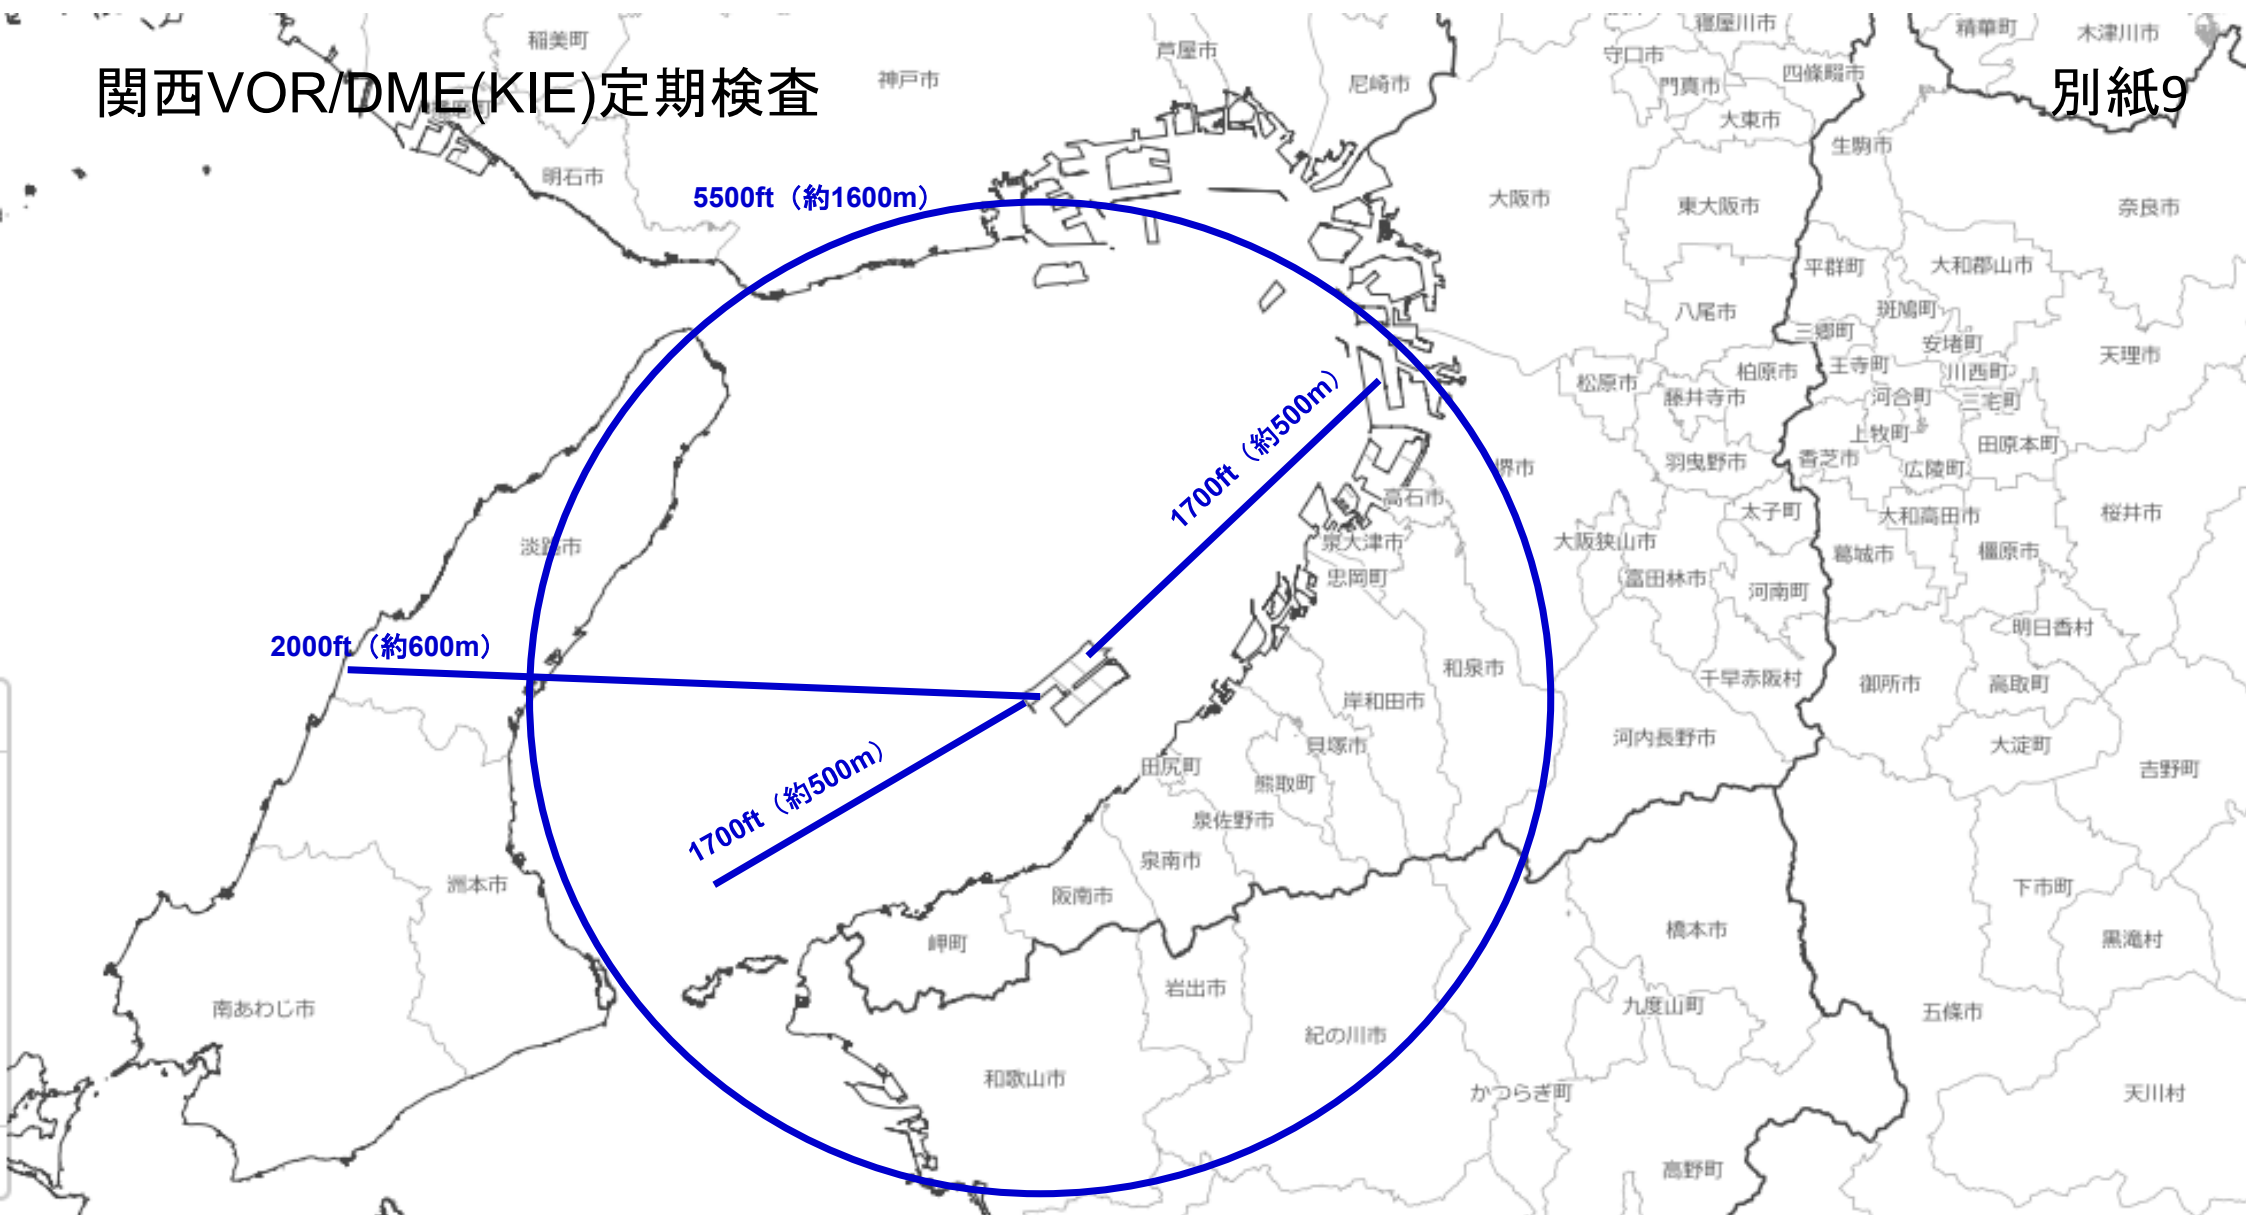 稲美町
芦屋市
寝屋川市
精華町
木津川市
神戸市
尼崎市
守口市
門真市
四條畷市
関西VOR/DME(KIE)定期検査
別紙9
大東市
生駒市
明石市
5500ft（約1600m）
大阪市
東大阪市
奈良市
平群町
大和郡山市
八尾市
斑鳩町
三郷町
安堵町
天理市
松原市
柏原市
王寺町
川西町
藤井寺市
河合町
三宅町
1700ft（約500m）
上牧町
田原本町
羽曳野市
香芝市
広陵町
堺市
高石市
太子町
大和高田市
桜井市
淡路市
泉大津市
大阪狭山市
葛城市
橿原市
忠岡町
富田林市
河南町
明日香村
2000ft（約600m）
和泉市
千早赤阪村
御所市
高取町
岸和田市
貝塚市
河内長野市
大淀町
田尻町
熊取町
吉野町
1700ft（約500m）
泉佐野市
泉南市
洲本市
阪南市
下市町
岬町
橋本市
黒滝村
岩出市
南あわじ市
九度山町
五條市
紀の川市
和歌山市
かつらぎ町
天川村
高野町